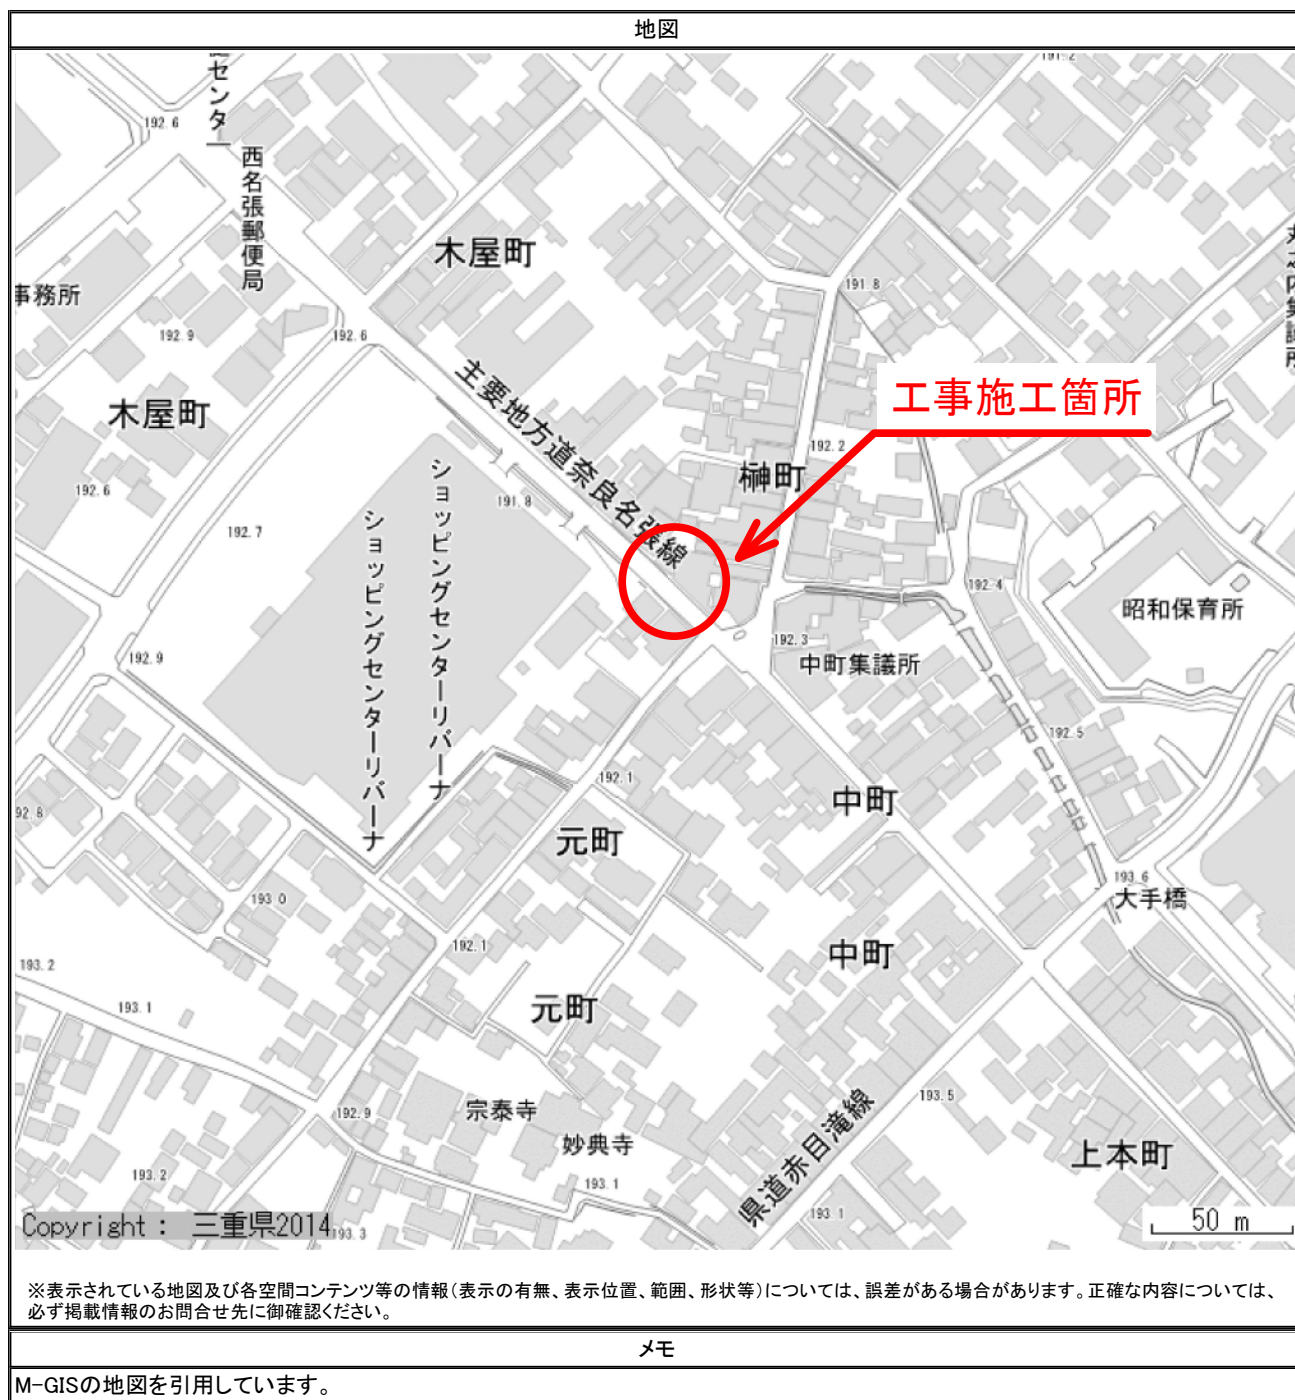 地図
センター
191.2
192.6
西名張郵便局
木屋町
丸之内集議所
191.8
事務所
192.9
192.6
主要地方道奈良名張線
工事施工箇所
木屋町
192.2
榊町
192.6
191.8
192.7
ショッピングセンターリバーナ
ショッピングセンターリバーナ
192.4
昭和保育所
192.3
中町集議所
192.9
192.5
192.1
中町
92.8
元町
193.6
大手橋
193.0
192.1
中町
193.2
193.1
元町
192.9
宗泰寺
193.5
妙典寺
県道赤目滝線
上本町
193.2
193.1
193.1
193.3
Copyright : 三重県2014
50 m
※表示されている地図及び各空間コンテンツ等の情報（表示の有無、表示位置、範囲、形状等）については、誤差がある場合があります。正確な内容については、
必ず掲載情報のお問合せ先に御確認ください。
メモ
M-GISの地図を引用しています。